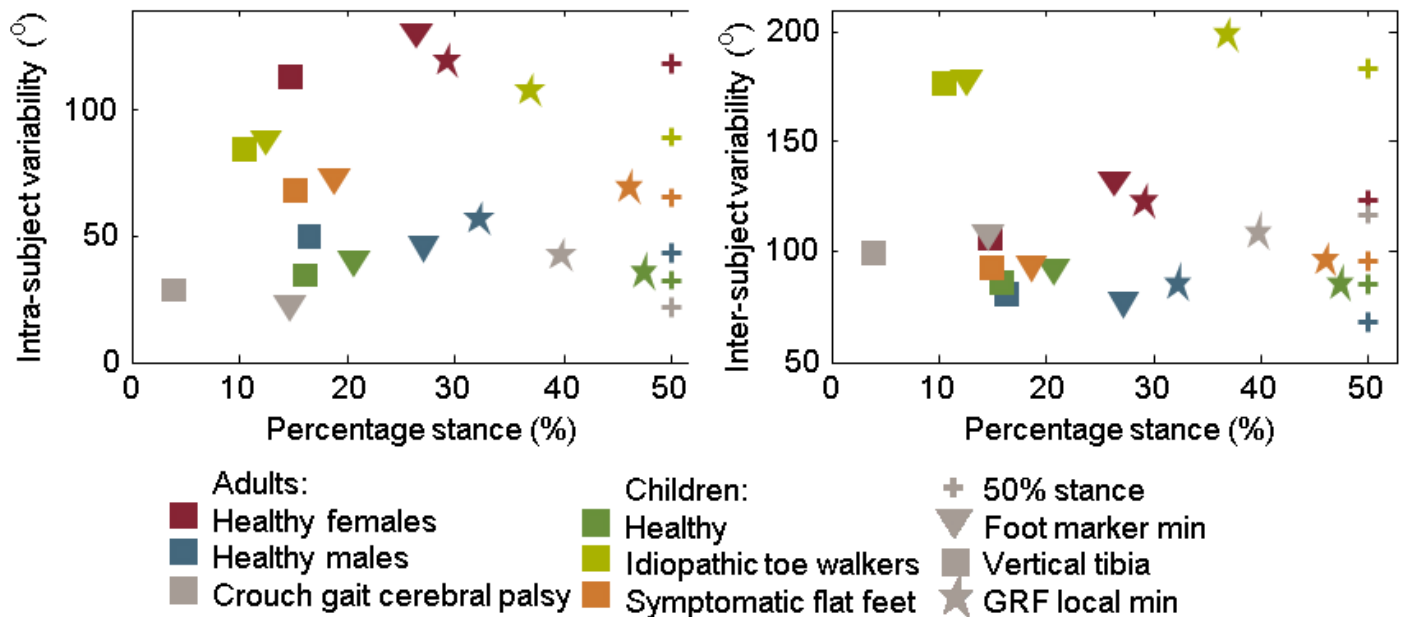 Intra-subject variability (°)
100
50
0
0 10 20 30 40 50
Percentage stance (%)
Inter-subject variability (°)
200
150
100
50
0 10 20 30 40 50
Percentage stance (%)
Adults:
Healthy females
Healthy males
Crouch gait cerebral palsy
Children:
Healthy
Idiopathic toe walkers
Symptomatic flat feet
50% stance
Foot marker min
Vertical tibia
GRF local min